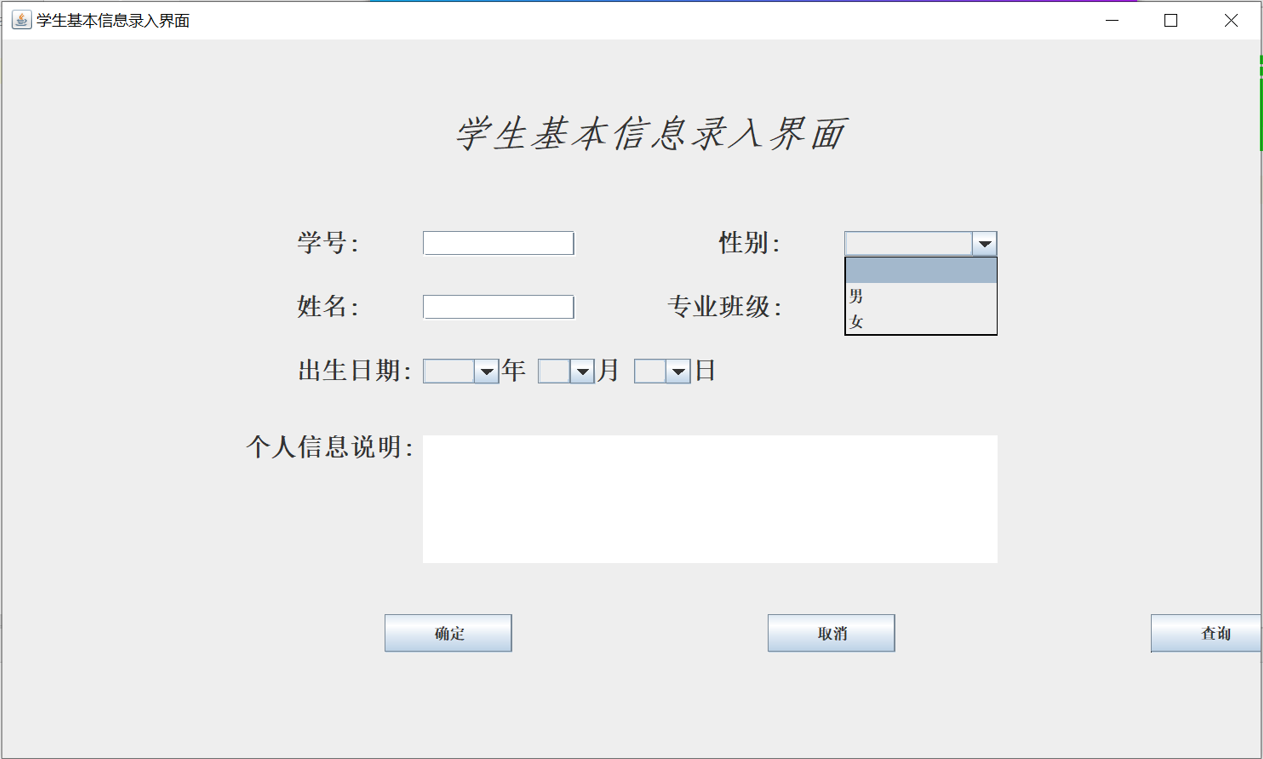 学生基本信息录入界面
学生基本信息录入界面
学号: 性别:
男
姓名: 专业班级:
女
出生日期: 年 月 日
个人信息说明:
确定 取消 查询